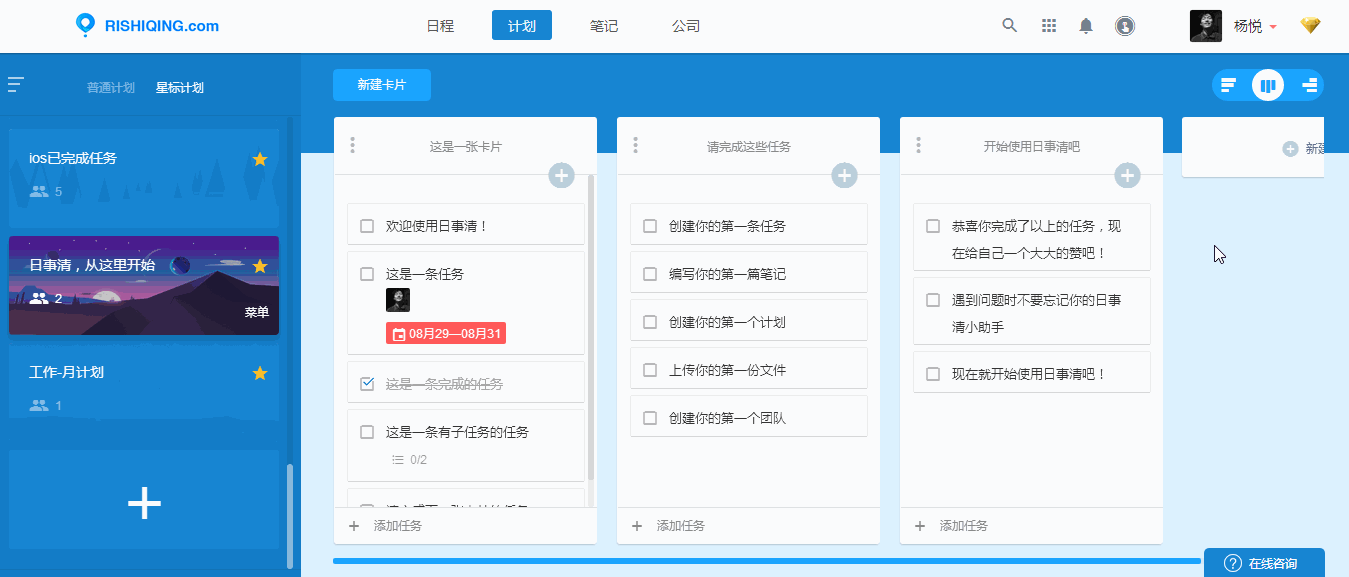 RISHIQING.com
日程
计划
笔记
公司
杨悦
普通计划
星标计划
ios已完成任务
5
日事清，从这里开始
2
菜单
工作-月计划
1
新建卡片
这是一张卡片
欢迎使用日事清！
这是一条任务
08月29—08月31
这是一条完成的任务
这是一条有子任务的任务
0/2
添加任务
请完成这些任务
创建你的第一条任务
编写你的第一篇笔记
创建你的第一个计划
上传你的第一份文件
创建你的第一个团队
添加任务
开始使用日事清吧
恭喜你完成了以上的任务，现
在给自己一个大大的赞吧！
遇到问题时不要忘记你的日事
清小助手
现在就开始使用日事清吧！
添加任务
新建
在线咨询